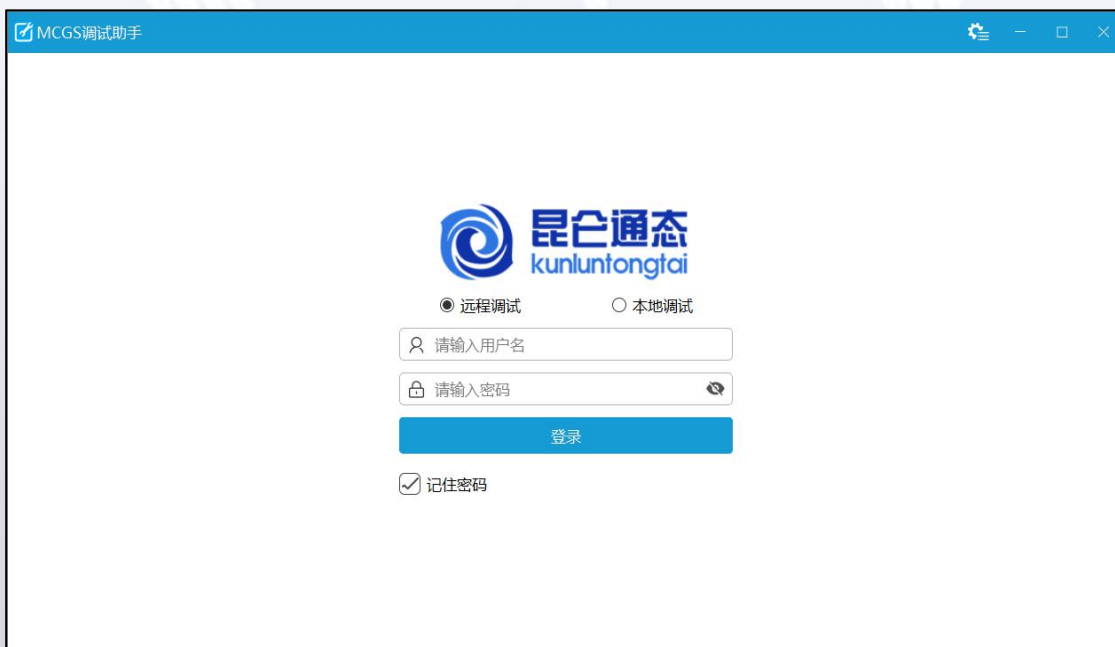 MCGS调试助手
昆仑通态
kunluntongtai
远程调试 本地调试
请输入用户名
请输入密码
登录
记住密码